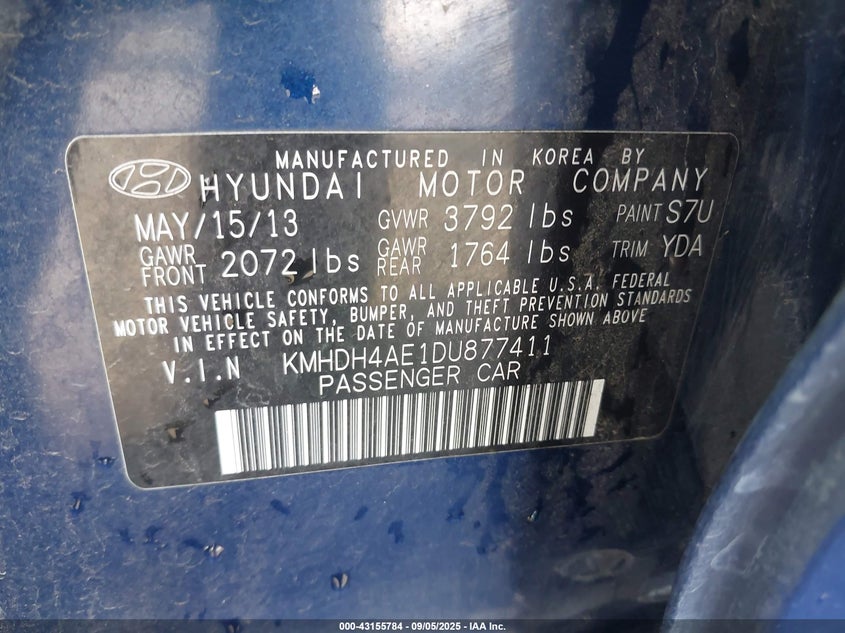 MANUFACTURED IN KOREA BY
HYUNDAI MOTOR COMPANY
MAY/15/13 GVWR 3792 lbs PAINT S7U
GAWR FRONT 2072 lbs GAWR REAR 1764 lbs TRIM YDA
THIS VEHICLE CONFORMS TO ALL APPLICABLE U.S.A. FEDERAL
MOTOR VEHICLE SAFETY, BUMPER, AND THEFT PREVENTION STANDARDS
IN EFFECT ON THE DATE OF MANUFACTURE SHOWN ABOVE
V.I.N KMHDH4AE1DU877411
PASSENGER CAR
000-43155784 - 09/05/2025 - IAA Inc.